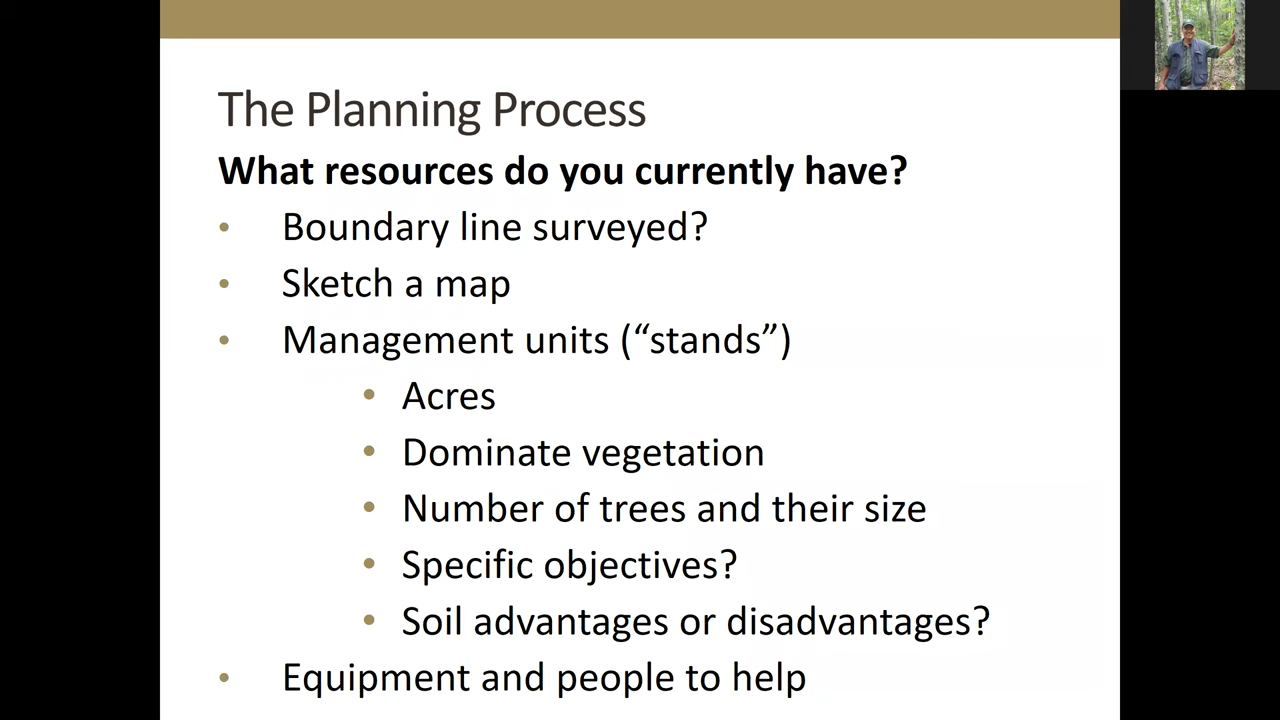 The Planning Process
What resources do you currently have?
• Boundary line surveyed?
• Sketch a map
• Management units (“stands”)
• Acres
• Dominate vegetation
• Number of trees and their size
• Specific objectives?
• Soil advantages or disadvantages?
• Equipment and people to help